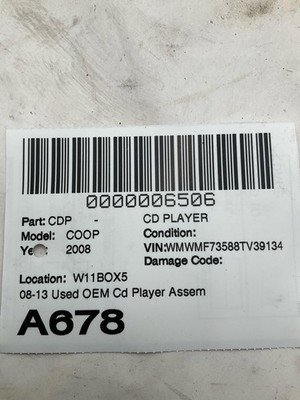 0000006506
Part: CDP - CD PLAYER
Model: COOP Condition:
Ye 2008 VIN:WMWMF73588TV39134
Damage Code:
Location: W11BOX5
08-13 Used OEM Cd Player Assem
A678